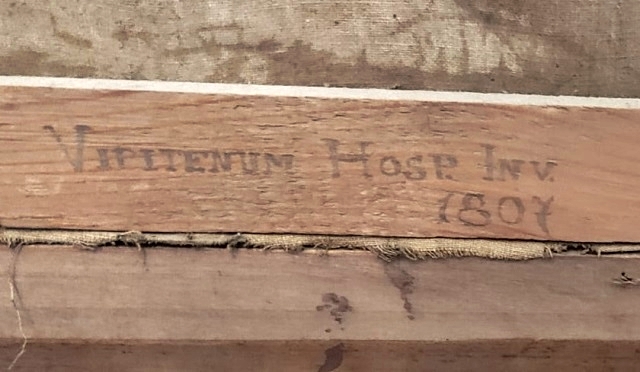 VIPITENUM HOSP. INV.
1807